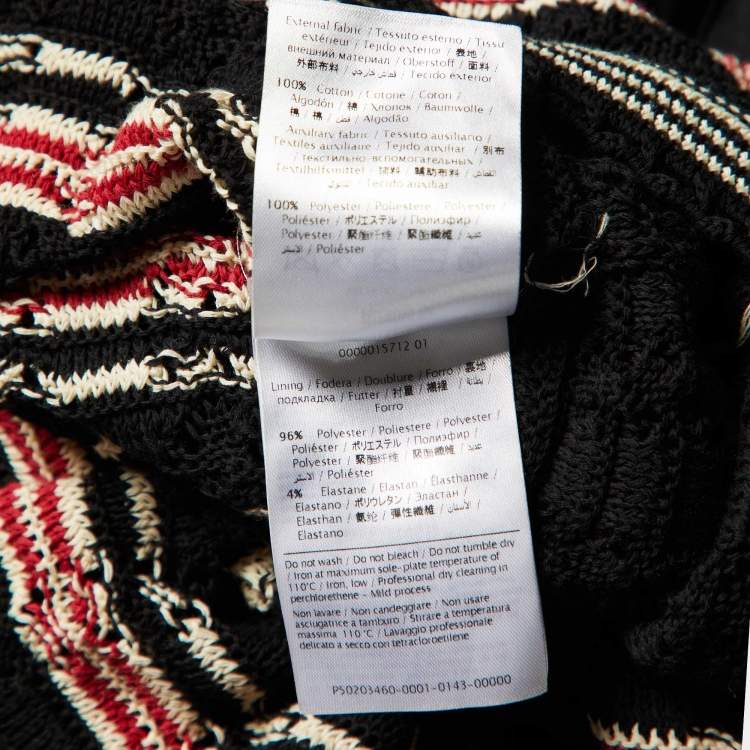 External fabric / Tessuto esterno / Tissu
extérieur / Tejido exterior / 表地 /
внешний материал / Oberstoff / 面料 /
外部布料 / قماش خارجي / Tecido exterior
100% Cotton / Cotone / Coton /
Algodón / 棉 / Хлопок / Baumwolle /
棉 / 棉 / قطن / Algodão
Auxiliary fabric / Tessuto ausiliario /
Textiles auxiliaire / Tejido auxiliar / 別布
/ текстильно-вспомогательных /
Textilhilfsmittel / 辅料 / 輔助布料 /
/ Tecido auxiliar
100% Polyester / Poliestere / Polyester /
Poliéster / ポリエステル / Полиэфир /
Polyester / 聚酯纤维 / 聚酯纖維 /
/ Poliéster
0000015712 01
Lining / Fodera / Doublure / Forro / 裏地
/ подкладка / Futter / 衬量 / 襯裡 / بطانة /
Forro
96% Polyester / Poliestere / Polyester /
Poliéster / ポリエステル / Полиэфир /
Polyester / 聚酯纤维 / 聚酯纖維 /
/ Poliéster
4% Elastane / Elastan / Élasthanne /
Elastano / ポリウレタン / Эластан /
Elasthan / 氨纶 / 彈性纖維 / الأستان /
Elastano
Do not wash / Do not bleach / Do not tumble dry
/ Iron at maximum sole-plate temperature of
110°C / Iron, low / Professional dry cleaning in
perchlorethene - Mild process
Non lavare / Non candeggiare / Non usare
asciugatrice a tamburo / Stirare a temperatura
massima 110°C / Lavaggio professionale
delicato a secco con tetracloroetilene
P50203460-0001-0143-00000